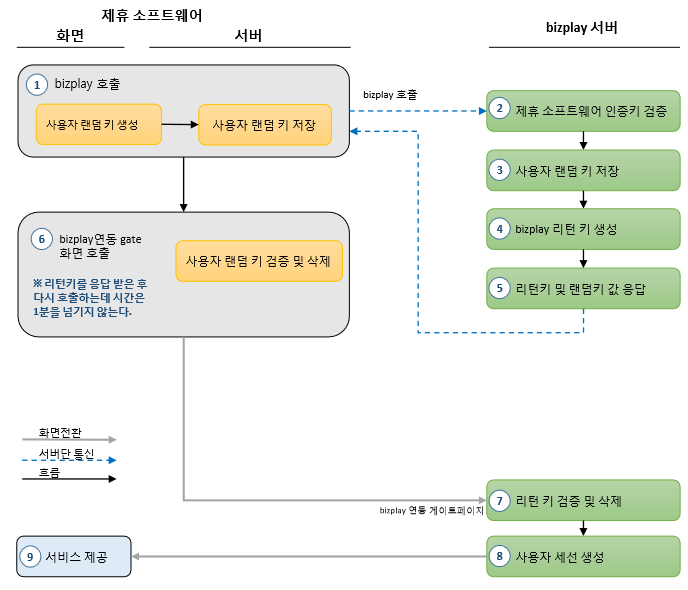 제휴 소프트웨어
화면
서버
bizplay 서버
1
bizplay 호출
사용자 랜덤 키 생성
사용자 랜덤 키 저장
bizplay 호출
2
제휴 소프트웨어 인증키 검증
3
사용자 랜덤 키 저장
4
bizplay 리턴 키 생성
5
리턴키 및 랜덤키 값 응답
6
bizplay연동 gate
화면 호출
사용자 랜덤 키 검증 및 삭제
※ 리턴키를 응답 받은 후
다시 호출하는데 시간은
1분을 넘기지 않는다.
화면전환
서버단 통신
흐름
bizplay 연동 게이트페이지
7
리턴 키 검증 및 삭제
8
사용자 세선 생성
9
서비스 제공